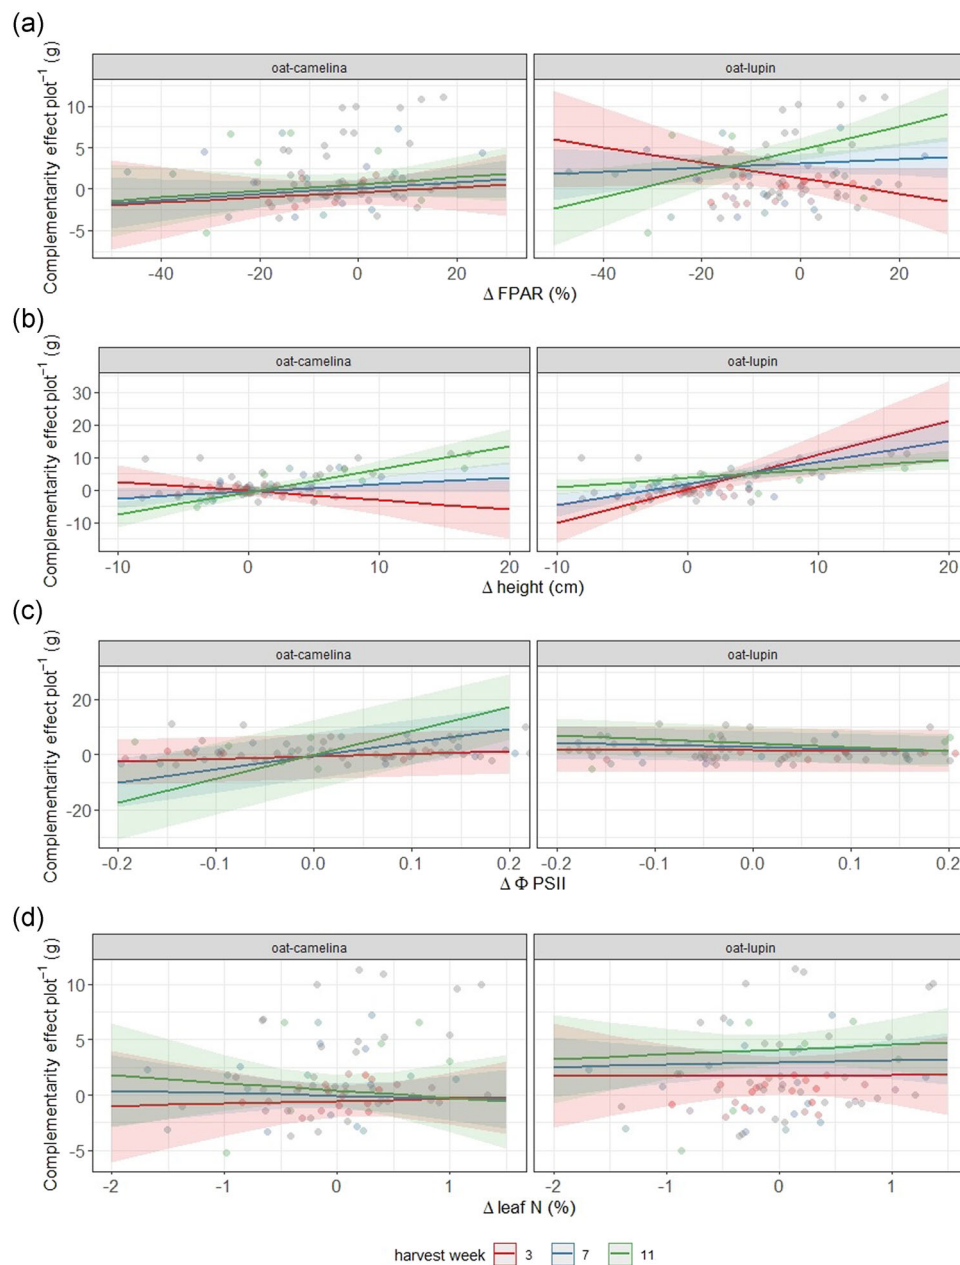 (a)
Complementarity effect plot⁻¹ (g)
oat-camelina
oat-lupin
10
5
0
-5
-40 -20 0 20 -40 -20 0 20
Δ FPAR (%)
(b)
Complementarity effect plot⁻¹ (g)
oat-camelina
oat-lupin
30
20
10
0
-10
-10 0 10 20 -10 0 10 20
Δ height (cm)
(c)
Complementarity effect plot⁻¹ (g)
oat-camelina
oat-lupin
20
0
-20
-0.2 -0.1 0.0 0.1 0.2 -0.2 -0.1 0.0 0.1 0.2
Δ Φ PSII
(d)
Complementarity effect plot⁻¹ (g)
oat-camelina
oat-lupin
10
5
0
-5
-2 -1 0 1 -2 -1 0 1
Δ leaf N (%)
harvest week 3 7 11